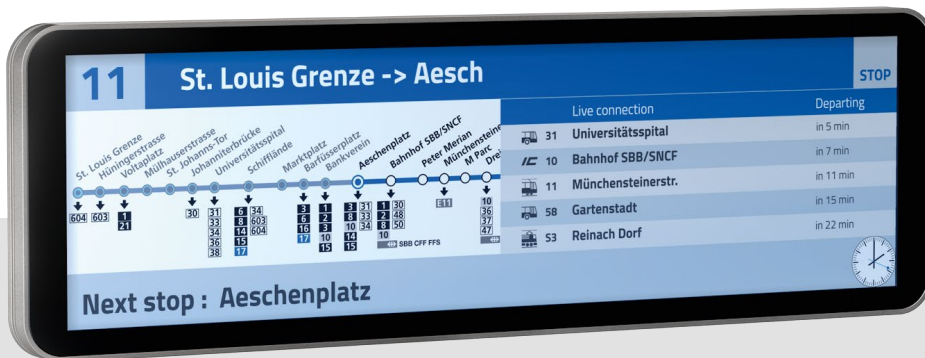 11
St. Louis Grenze -> Aesch
STOP
St. Louis Grenze
Hüningerstrasse
Voltaplatz
Mülhauserstrasse
St. Johanns-Tor
Johanniterbrücke
Universitätsspital
Schifflände
Marktplatz
Barfüsserplatz
Bankverein
Aeschenplatz
Bahnhof SBB/SNCF
Peter Merian
Münchensteine
M Parc
Drei
604
603
1
21
30
31
33
34
36
38
6 34
8 603
14 604
15
17
3
6
16
17
1
2
3
10
15
3 31
8 33
10 34
14
15
1 30
2 48
8 50
10
SBB CFF FFS
E11
10
36
37
47
Live connection Departing
31 Universitätsspital in 5 min
IC 10 Bahnhof SBB/SNCF in 7 min
11 Münchensteinerstr. in 11 min
58 Gartenstadt in 15 min
S3 Reinach Dorf in 22 min
Next stop : Aeschenplatz